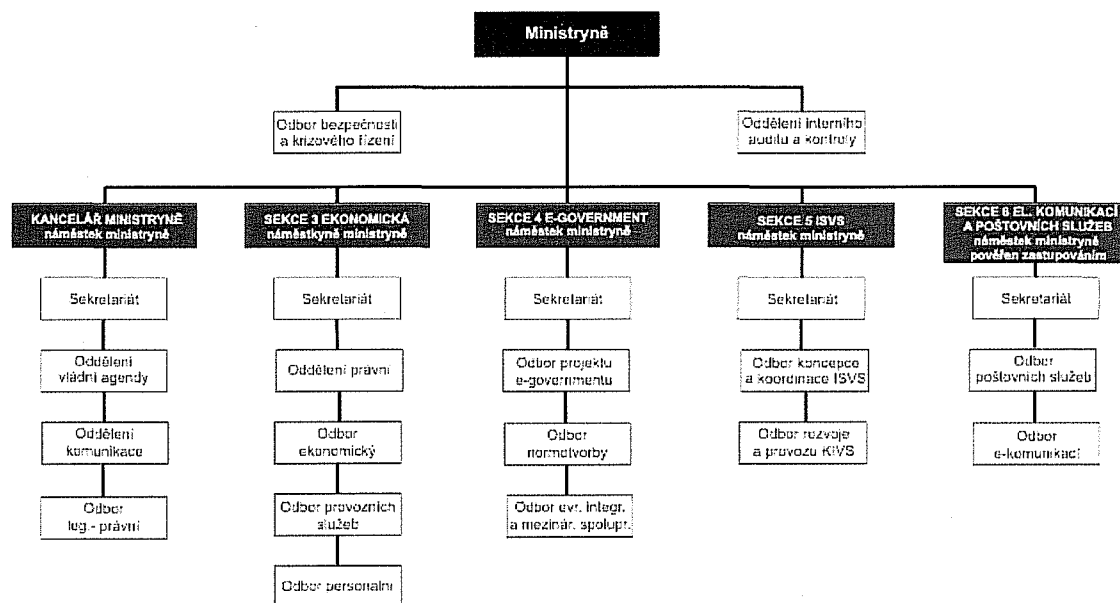 Ministryně
Odbor bezpečnosti
a krizového řízení
Oddělení interního
auditu a kontroly
KANCELÁŘ MINISTRYNĚ
náměstek ministryně
SEKCE 3 EKONOMICKÁ
náměstkyně ministryně
SEKCE 4 E-GOVERNMENT
náměstek ministryně
SEKCE 5 ISVS
náměstek ministryně
SEKCE 6 EL. KOMUNIKACÍ
A POŠTOVNÍCH SLUŽEB
náměstek ministryně
pověřen zastupováním
Sekretariát
Sekretariát
Sekretariát
Sekretariát
Sekretariát
Oddělení
vládní agendy
Oddělení právní
Odbor projektu
e-governmentu
Odbor koncepce
a koordinace ISVS
Odbor
poštovních služeb
Oddělení
komunikace
Odbor
ekonomický
Odbor
normotvorby
Odbor rozvoje
a provozu KIVS
Odbor
e-komunikací
Odbor
leg.- právní
Odbor provozních
služeb
Odbor evr. integr.
a mezinár. spolupr.
Odbor personální